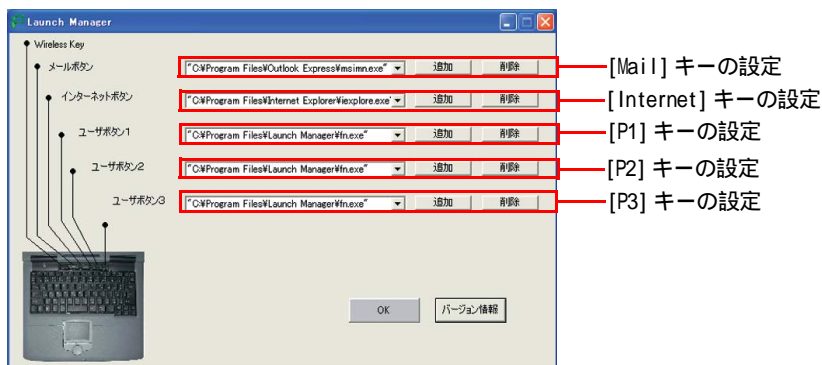 Launch Manager
Wireless Key
メールボタン "C:¥Program Files¥Outlook Express¥msimn.exe" 追加 削除 [Mail] キーの設定
インターネットボタン "C:¥Program Files¥Internet Explorer¥iexplore.exe" 追加 削除 [Internet] キーの設定
ユーザボタン1 "C:¥Program Files¥Launch Manager¥fn.exe" 追加 削除 [P1] キーの設定
ユーザボタン2 "C:¥Program Files¥Launch Manager¥fn.exe" 追加 削除 [P2] キーの設定
ユーザボタン3 "C:¥Program Files¥Launch Manager¥fn.exe" 追加 削除 [P3] キーの設定
OK バージョン情報